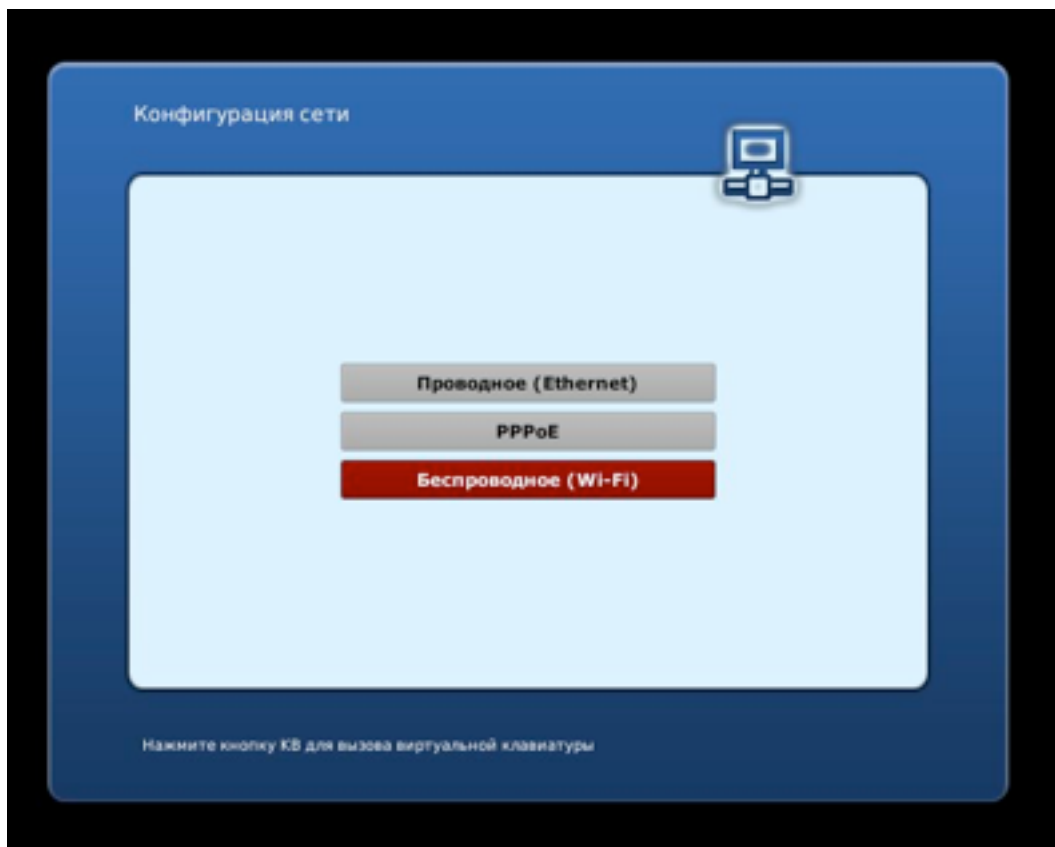 Конфигурация сети
Проводное (Ethernet)
PPPoE
Беспроводное (Wi-Fi)
Нажмите кнопку КВ для вызова виртуальной клавиатуры